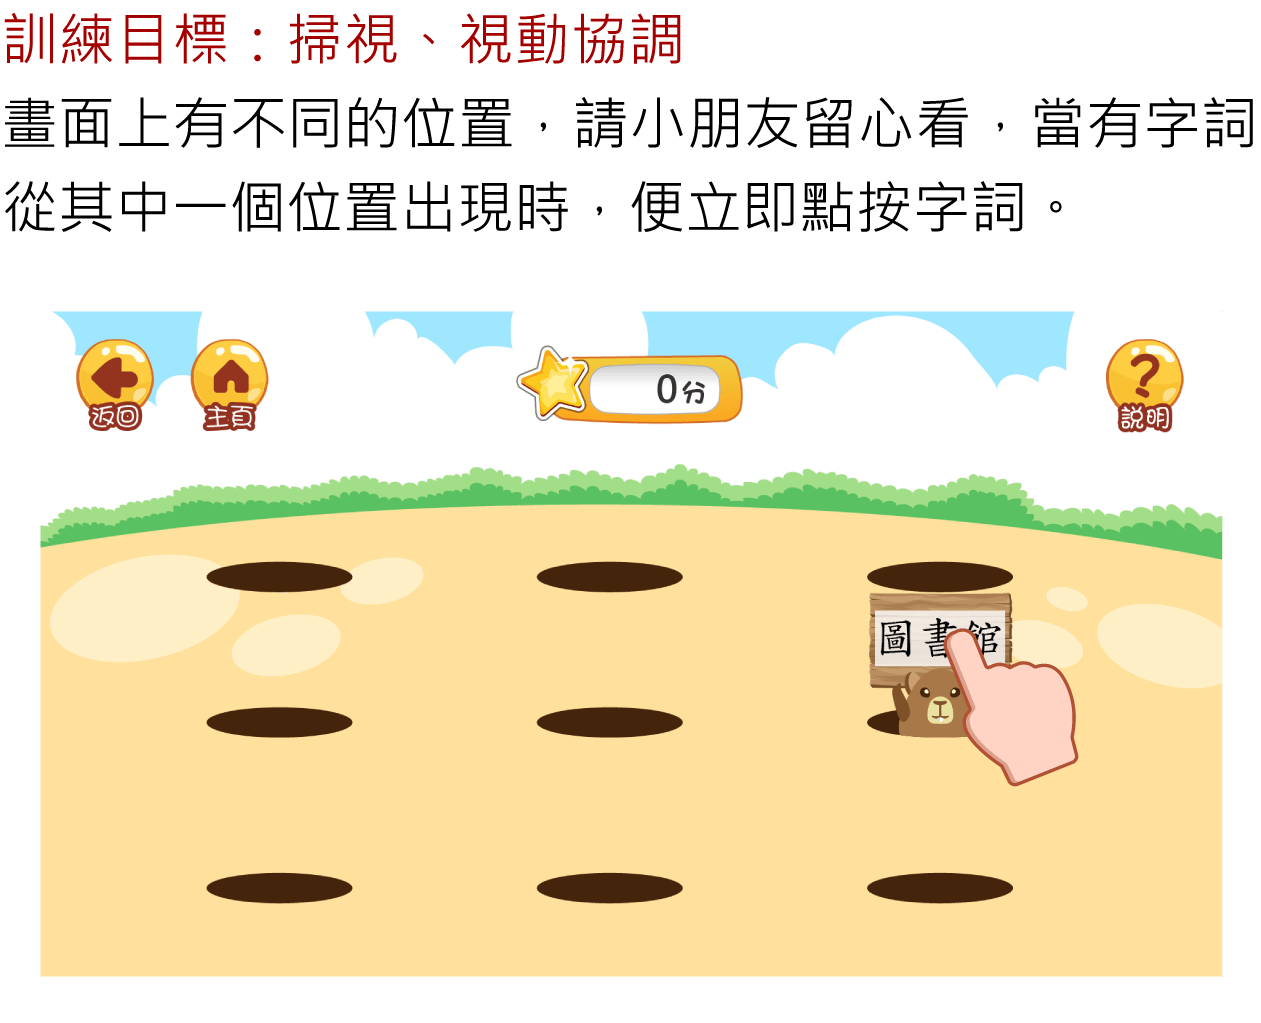 訓練目標：掃視、視動協調
畫面上有不同的位置，請小朋友留心看，當有字詞
從其中一個位置出現時，便立即點按字詞。
返回
主頁
0分
説明
圖書館